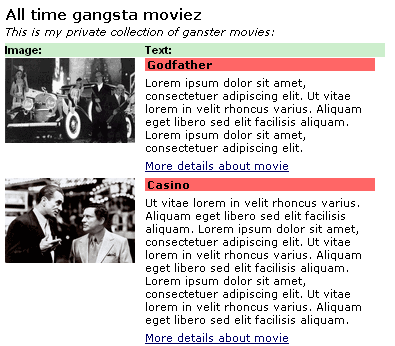 All time gangsta moviez
This is my private collection of ganster movies:
Image: Text:
Godfather
Lorem ipsum dolor sit amet,
consectetuer adipiscing elit. Ut vitae
lorem in velit rhoncus varius. Aliquam
eget libero sed elit facilisis aliquam.
Lorem ipsum dolor sit amet,
consectetuer adipiscing elit.
More details about movie
Casino
Ut vitae lorem in velit rhoncus varius.
Aliquam eget libero sed elit facilisis
aliquam. Lorem ipsum dolor sit amet,
consectetuer adipiscing elit. Ut vitae
lorem in velit rhoncus varius. Aliquam
eget libero sed elit facilisis aliquam.
Lorem ipsum dolor sit amet,
consectetuer adipiscing elit. Ut vitae
lorem in velit rhoncus varius. Aliquam
eget libero sed elit facilisis aliquam.
More details about movie